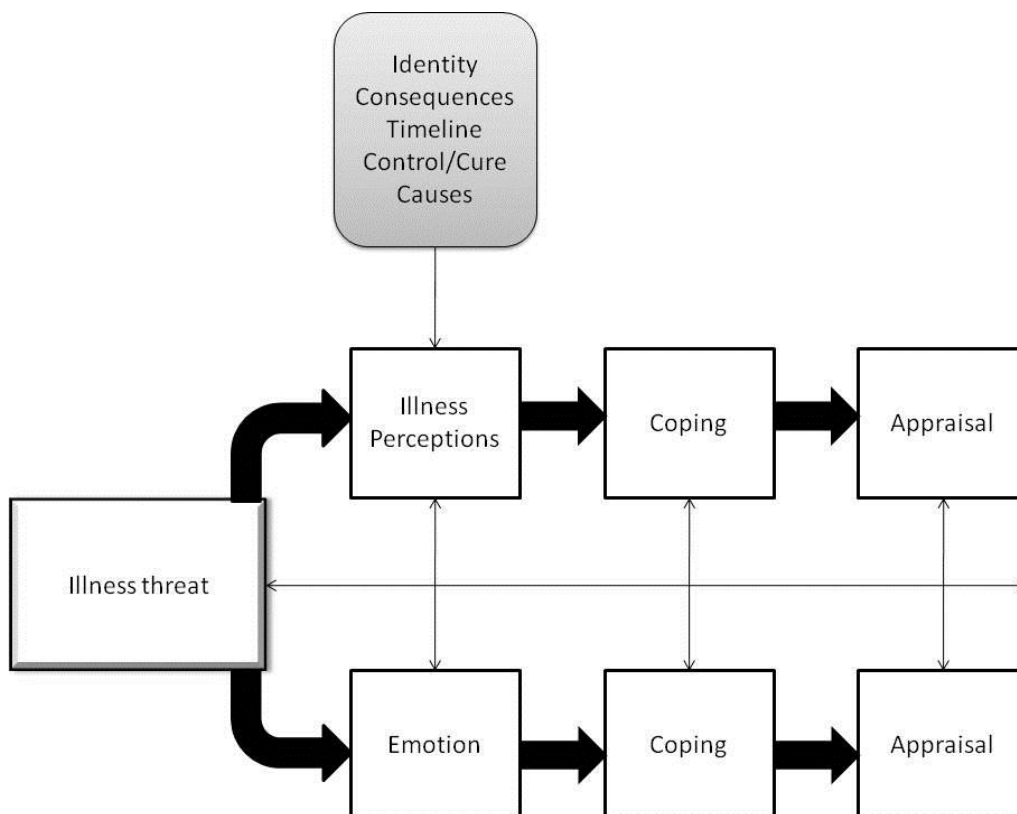 Identity
Consequences
Timeline
Control/Cure
Causes
Illness
Perceptions
Coping
Appraisal
Illness threat
Emotion
Coping
Appraisal